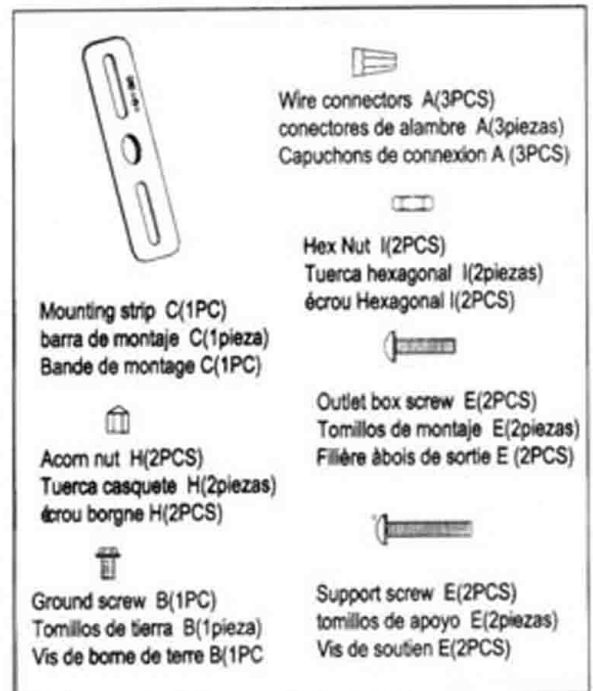 Mounting strip C(1PC)
barra de montaje C(1pieza)
Bande de montage C(1PC)
Acorn nut H(2PCS)
Tuerca casquete H(2piezas)
écrou borgne H(2PCS)
Ground screw B(1PC)
Tornillos de tierra B(1pieza)
Vis de borne de terre B(1PC
Wire connectors A(3PCS)
conectores de alambre A(3piezas)
Capuchons de connexion A (3PCS)
Hex Nut I(2PCS)
Tuerca hexagonal I(2piezas)
écrou Hexagonal I(2PCS)
Outlet box screw E(2PCS)
Tornillos de montaje E(2piezas)
Filière àbois de sortie E (2PCS)
Support screw E(2PCS)
tornillos de apoyo E(2piezas)
Vis de soutien E(2PCS)